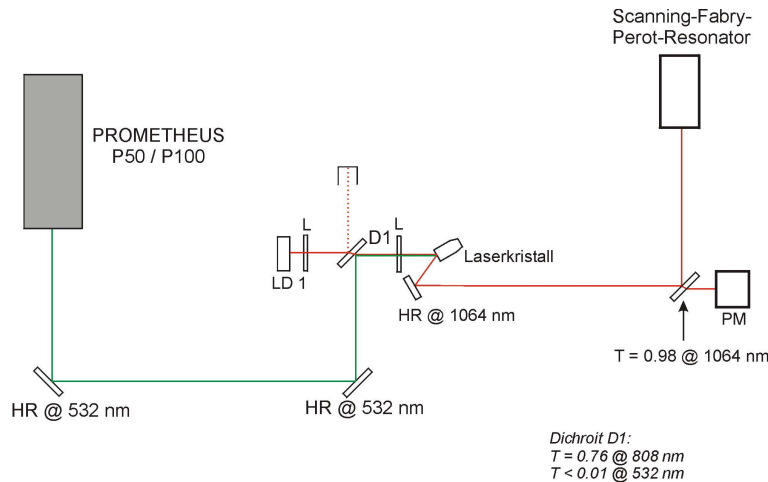 Scanning-Fabry-
Perot-Resonator
PROMETHEUS
P50 / P100
L
D1
L
LD 1
Laserkristall
HR @ 1064 nm
PM
T = 0.98 @ 1064 nm
HR @ 532 nm
HR @ 532 nm
Dichroit D1:
T = 0.76 @ 808 nm
T < 0.01 @ 532 nm